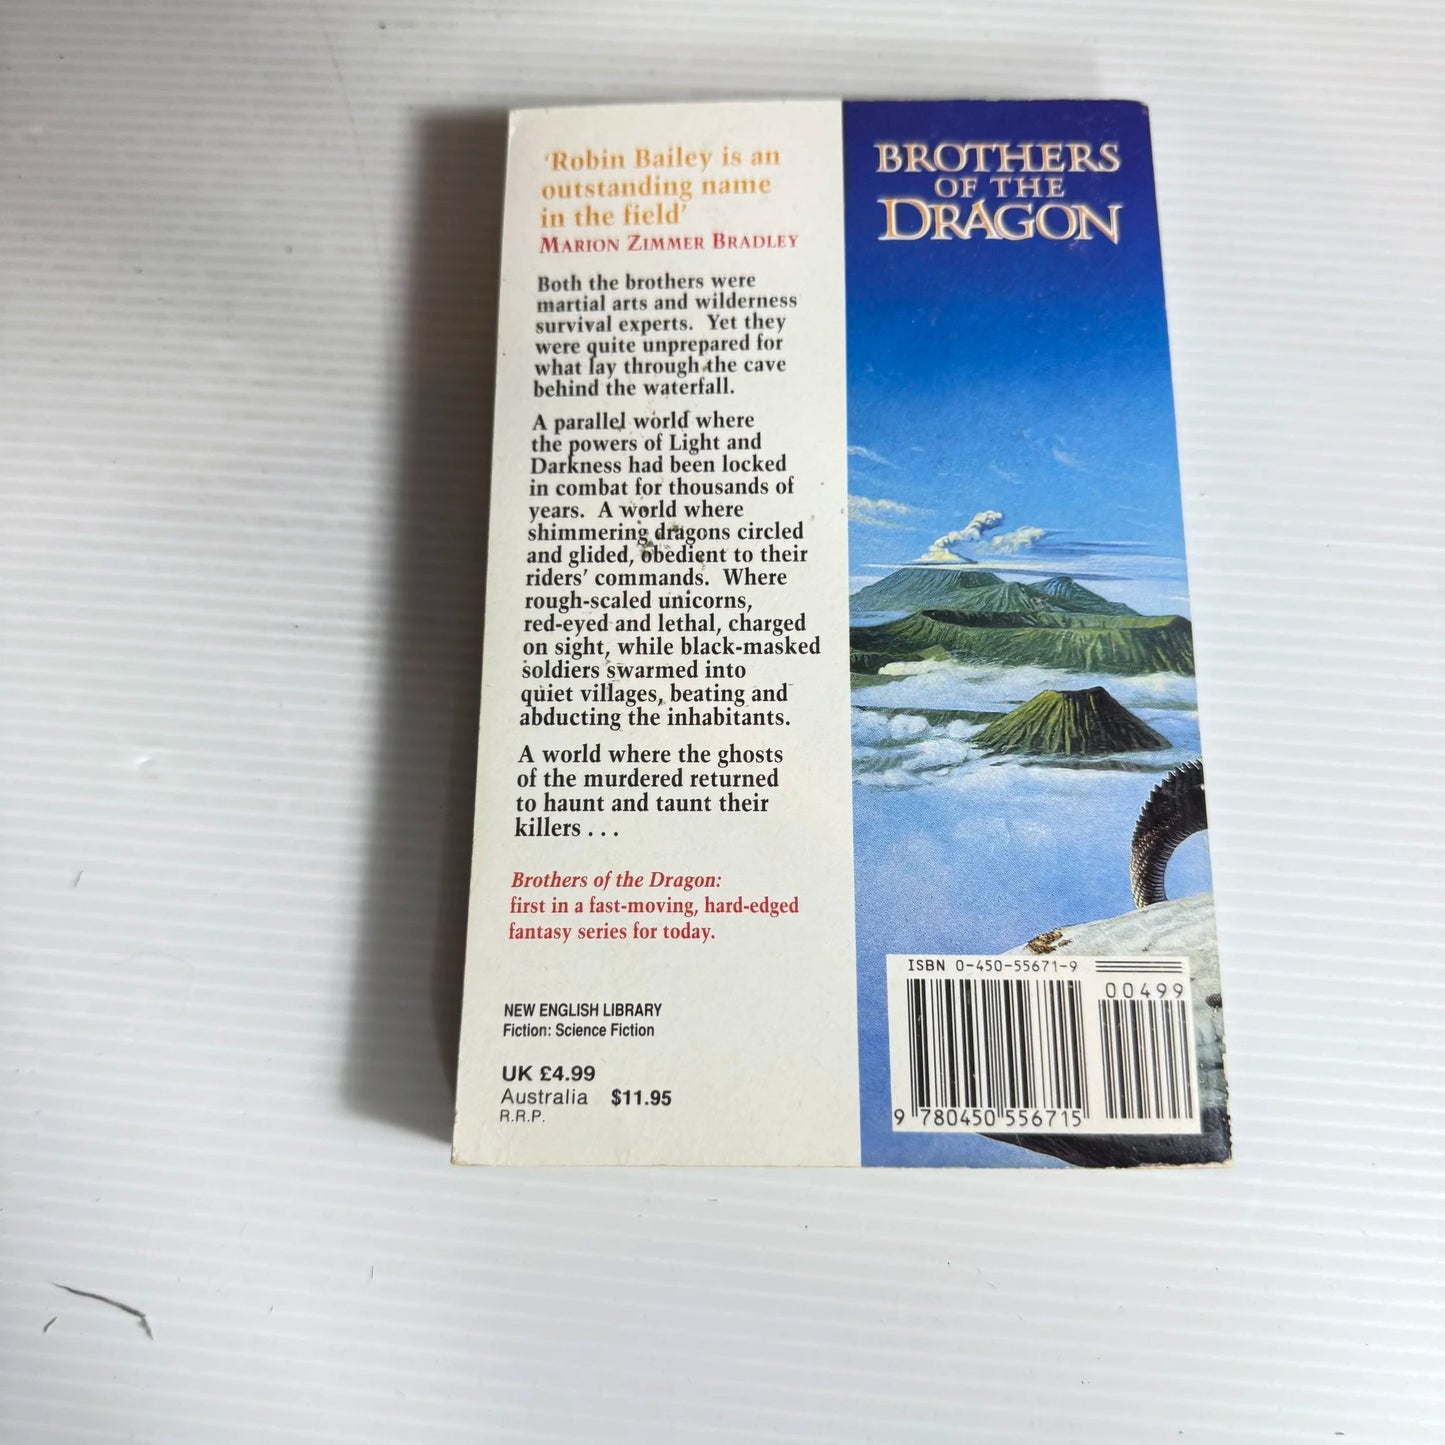 'Robin Bailey is an
outstanding name
in the field'
MARION ZIMMER BRADLEY
Both the brothers were
martial arts and wilderness
survival experts. Yet they
were quite unprepared for
what lay through the cave
behind the waterfall.
A parallel world where
the powers of Light and
Darkness had been locked
in combat for thousands of
years. A world where
shimmering dragons circled
and glided, obedient to their
riders' commands. Where
rough-scaled unicorns,
red-eyed and lethal, charged
on sight, while black-masked
soldiers swarmed into
quiet villages, beating and
abducting the inhabitants.
A world where the ghosts
of the murdered returned
to haunt and taunt their
killers . . .
Brothers of the Dragon:
first in a fast-moving, hard-edged
fantasy series for today.
NEW ENGLISH LIBRARY
Fiction: Science Fiction
UK £4.99
Australia $11.95
R.R.P.
BROTHERS
OF THE
DRAGON
ISBN 0-450-55671-9
00499
9 780450 556715